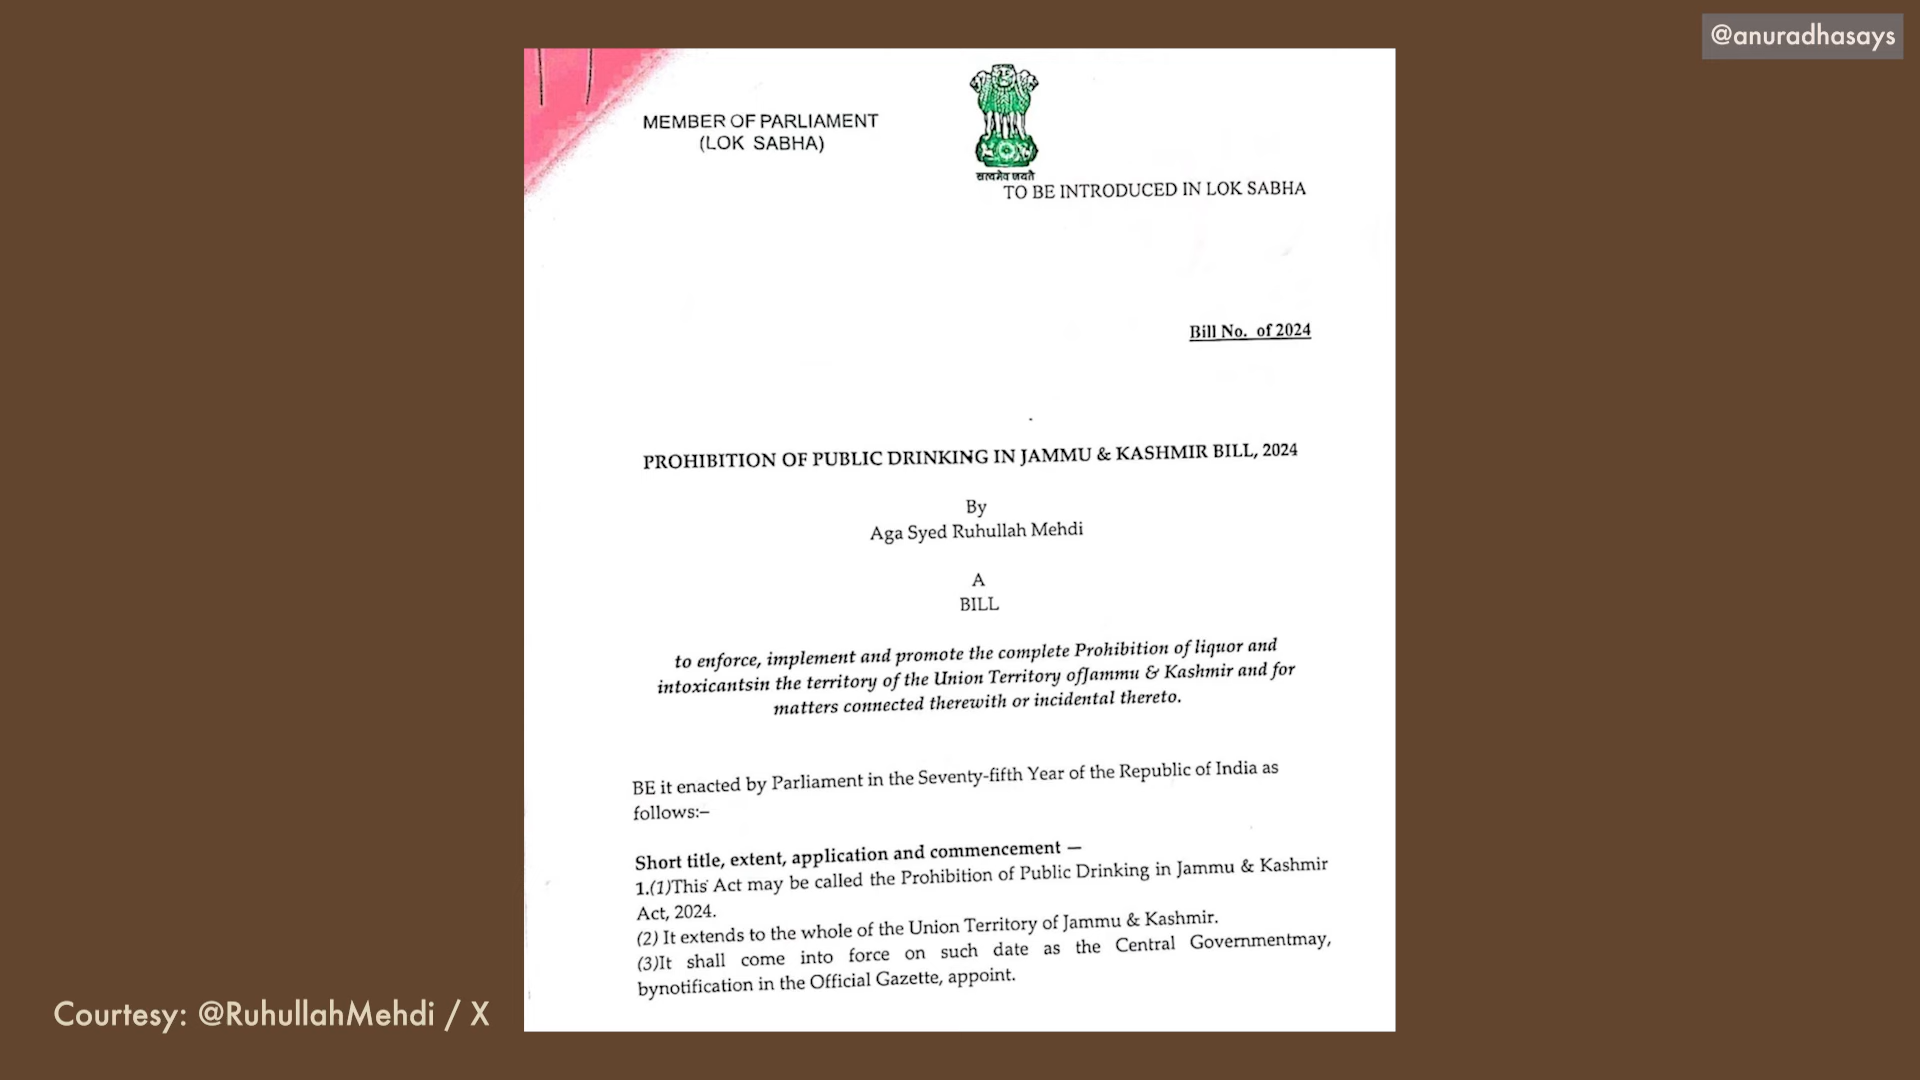 @anuradhasays
MEMBER OF PARLIAMENT
(LOK SABHA)
सत्यमेव जयते
TO BE INTRODUCED IN LOK SABHA
Bill No. of 2024
PROHIBITION OF PUBLIC DRINKING IN JAMMU & KASHMIR BILL, 2024
By
Aga Syed Ruhullah Mehdi
A
BILL
to enforce, implement and promote the complete Prohibition of liquor and
intoxicantsin the territory of the Union Territory ofJammu & Kashmir and for
matters connected therewith or incidental thereto.
BE it enacted by Parliament in the Seventy-fifth Year of the Republic of India as
follows:–
Short title, extent, application and commencement —
1.(1)This Act may be called the Prohibition of Public Drinking in Jammu & Kashmir
Act, 2024.
(2) It extends to the whole of the Union Territory of Jammu & Kashmir.
(3)It shall come into force on such date as the Central Governmentmay,
bynotification in the Official Gazette, appoint.
Courtesy: @RuhullahMehdi / X